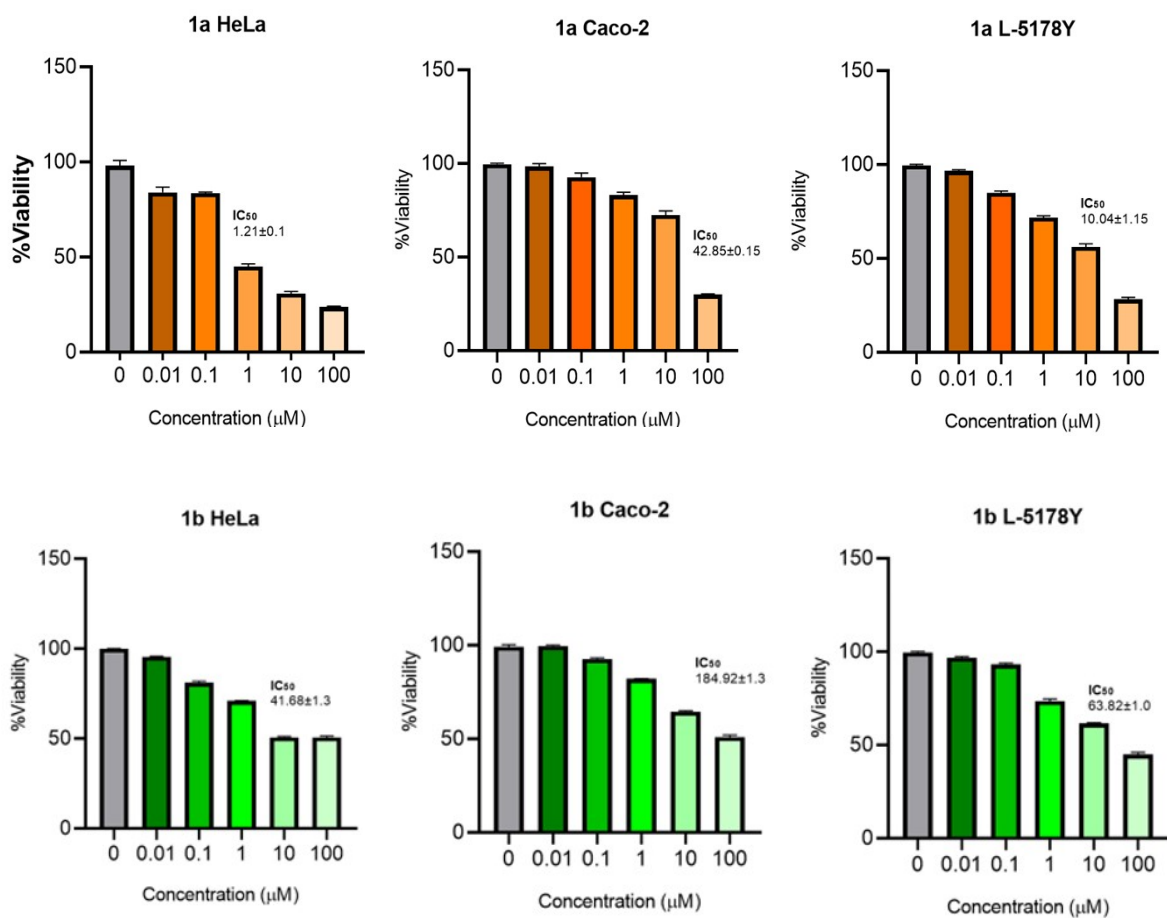 1a HeLa
150
100
50
0
%Viability
IC50
1.21±0.1
0 0.01 0.1 1 10 100
Concentration (μM)
1a Caco-2
150
100
50
0
%Viability
IC50
42.85±0.15
0 0.01 0.1 1 10 100
Concentration (μM)
1a L-5178Y
150
100
50
0
%Viability
IC50
10.04±1.15
0 0.01 0.1 1 10 100
Concentration (μM)
1b HeLa
150
100
50
0
%Viability
IC50
41.68±1.3
0 0.01 0.1 1 10 100
Concentration (μM)
1b Caco-2
150
100
50
0
%Viability
IC50
184.92±1.3
0 0.01 0.1 1 10 100
Concentration (μM)
1b L-5178Y
150
100
50
0
%Viability
IC50
63.82±1.0
0 0.01 0.1 1 10 100
Concentration (μM)